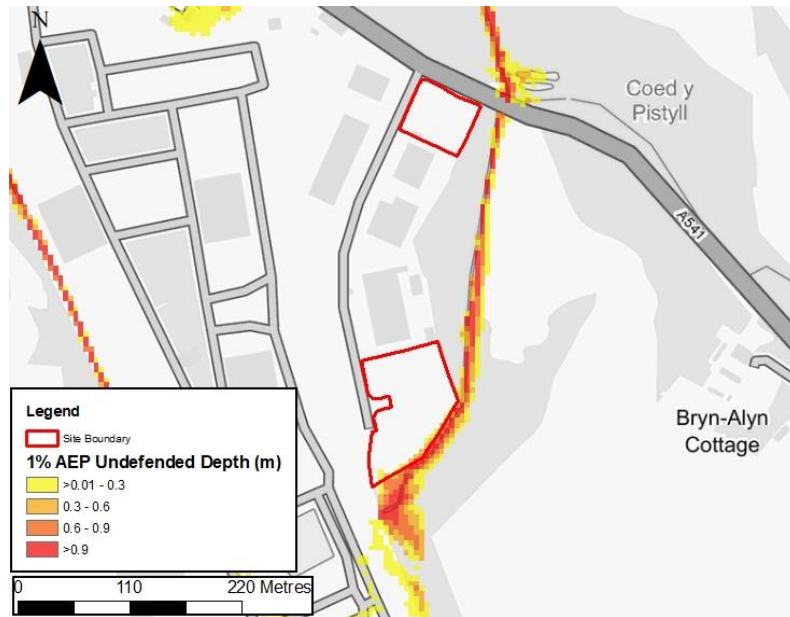 N
Coed y
Pistyll
A541
Bryn-Alyn
Cottage
Legend
Site Boundary
1% AEP Undefended Depth (m)
>0.01 - 0.3
0.3 - 0.6
0.6 - 0.9
>0.9
0 110 220 Metres